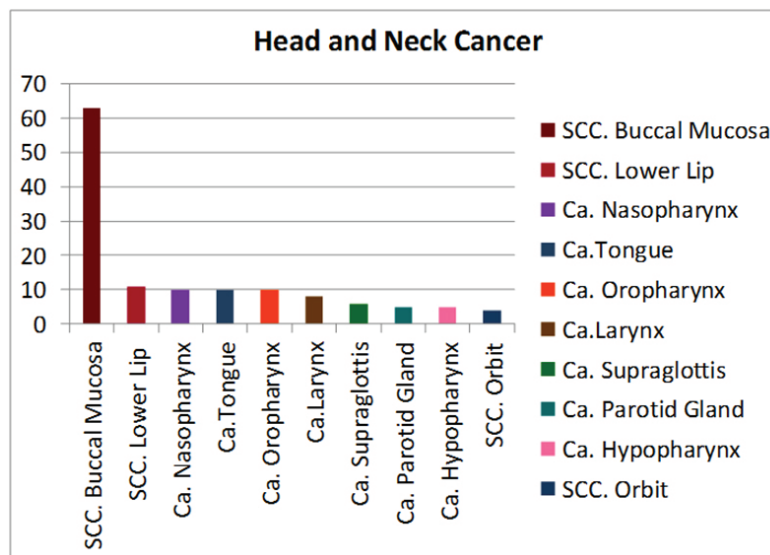 Head and Neck Cancer
70
60
50
40
30
20
10
0
SCC. Buccal Mucosa
SCC. Lower Lip
Ca. Nasopharynx
Ca.Tongue
Ca. Oropharynx
Ca.Larynx
Ca. Supraglottis
Ca. Parotid Gland
Ca. Hypopharynx
SCC. Orbit
SCC. Buccal Mucosa
SCC. Lower Lip
Ca. Nasopharynx
Ca.Tongue
Ca. Oropharynx
Ca.Larynx
Ca. Supraglottis
Ca. Parotid Gland
Ca. Hypopharynx
SCC. Orbit